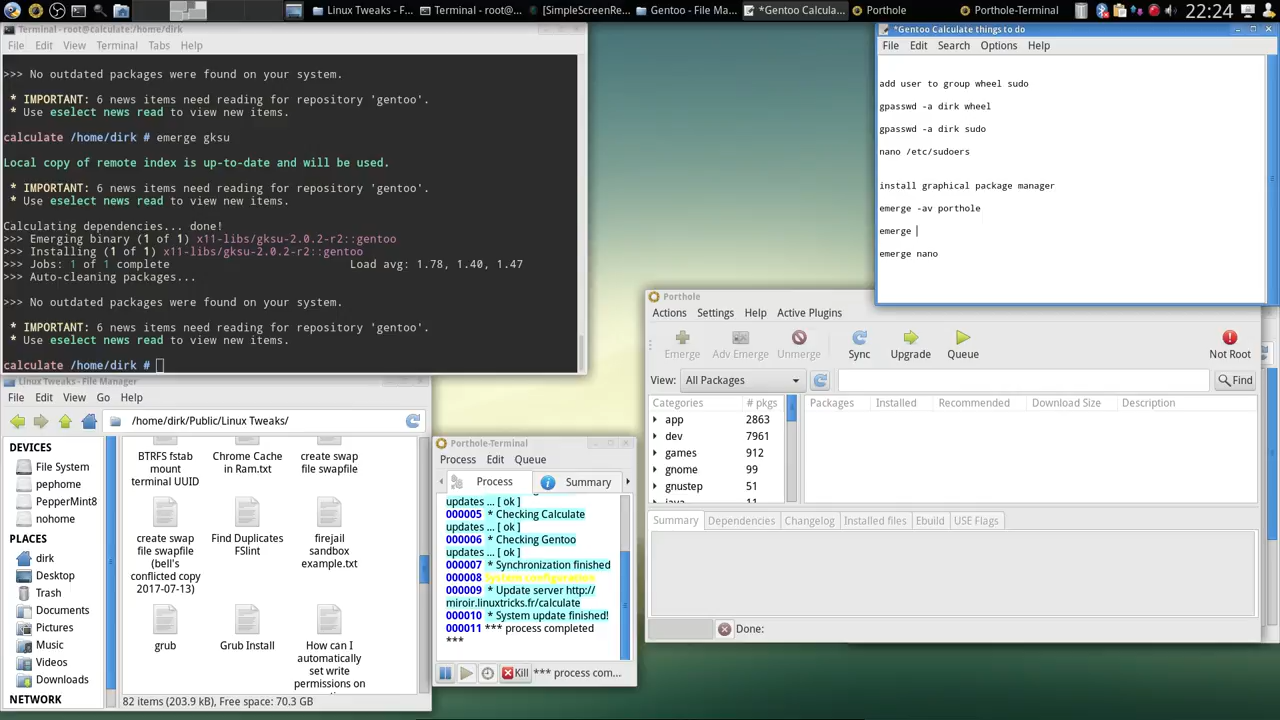 Linux Tweaks - F...
Terminal - root@c...
[SimpleScreenRe...
Gentoo - File Ma...
*Gentoo Calcula...
Porthole
Porthole-Terminal
22:24
Terminal - root@calculate:/home/dirk
File Edit View Terminal Tabs Help
>>> No outdated packages were found on your system.
* IMPORTANT: 6 news items need reading for repository 'gentoo'.
* Use eselect news read to view new items.
calculate /home/dirk # emerge gksu
Local copy of remote index is up-to-date and will be used.
* IMPORTANT: 6 news items need reading for repository 'gentoo'.
* Use eselect news read to view new items.
Calculating dependencies... done!
>>> Emerging binary (1 of 1) x11-libs/gksu-2.0.2-r2::gentoo
>>> Installing (1 of 1) x11-libs/gksu-2.0.2-r2::gentoo
>>> Jobs: 1 of 1 complete Load avg: 1.78, 1.40, 1.47
>>> Auto-cleaning packages...
>>> No outdated packages were found on your system.
* IMPORTANT: 6 news items need reading for repository 'gentoo'.
* Use eselect news read to view new items.
calculate /home/dirk #
*Gentoo Calculate things to do
File Edit Search Options Help
add user to group wheel sudo
gpasswd -a dirk wheel
gpasswd -a dirk sudo
nano /etc/sudoers
install graphical package manager
emerge -av porthole
emerge
emerge nano
Linux Tweaks - File Manager
File Edit View Go Help
/home/dirk/Public/Linux Tweaks/
DEVICES
File System
pephome
PepperMint8
nohome
PLACES
dirk
Desktop
Trash
Documents
Pictures
Music
Videos
Downloads
NETWORK
BTRFS fstab
mount
terminal UUID
Chrome Cache
in Ram.txt
create swap
file swapfile
create swap
file swapfile
(bell's
conflicted copy
2017-07-13)
Find Duplicates
FSlint
firejail
sandbox
example.txt
grub
Grub Install
How can I
automatically
set write
permissions on
82 items (203.9 kB), Free space: 70.3 GB
Porthole-Terminal
Process Edit Queue
Process Summary
updates ... [ ok ]
000005 * Checking Calculate
updates ... [ ok ]
000006 * Checking Gentoo
updates ... [ ok ]
000007 * Synchronization finished
000008 System configuration
000009 * Update server http://
miroir.linuxtricks.fr/calculate
000010 * System update finished!
000011 *** process completed
***
Kill *** process com...
Porthole
Actions Settings Help Active Plugins
Emerge Adv Emerge Unmerge Sync Upgrade Queue Not Root
View: All Packages Find
Categories # pkgs
app 2863
dev 7961
games 912
gnome 99
gnustep 51
java 11
Packages Installed Recommended Download Size Description
Summary Dependencies Changelog Installed files Ebuild USE Flags
Done: